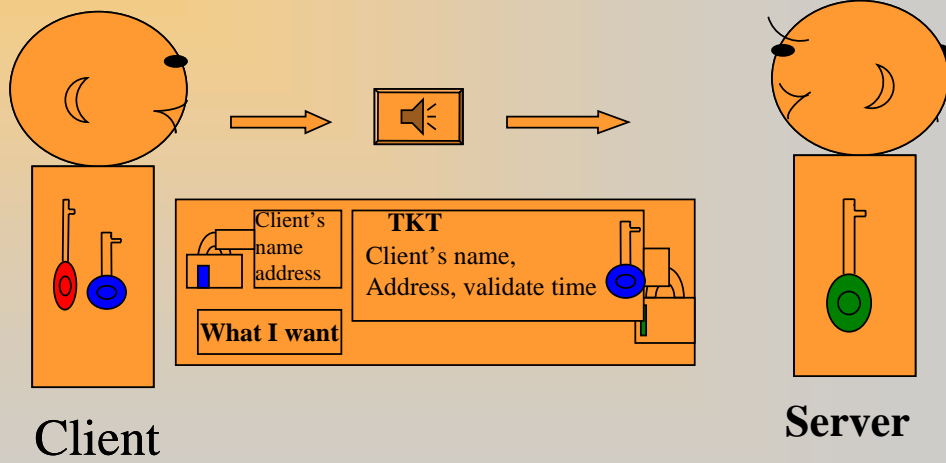 Client's
name
address
TKT
Client's name,
Address, validate time
What I want
Client
Server